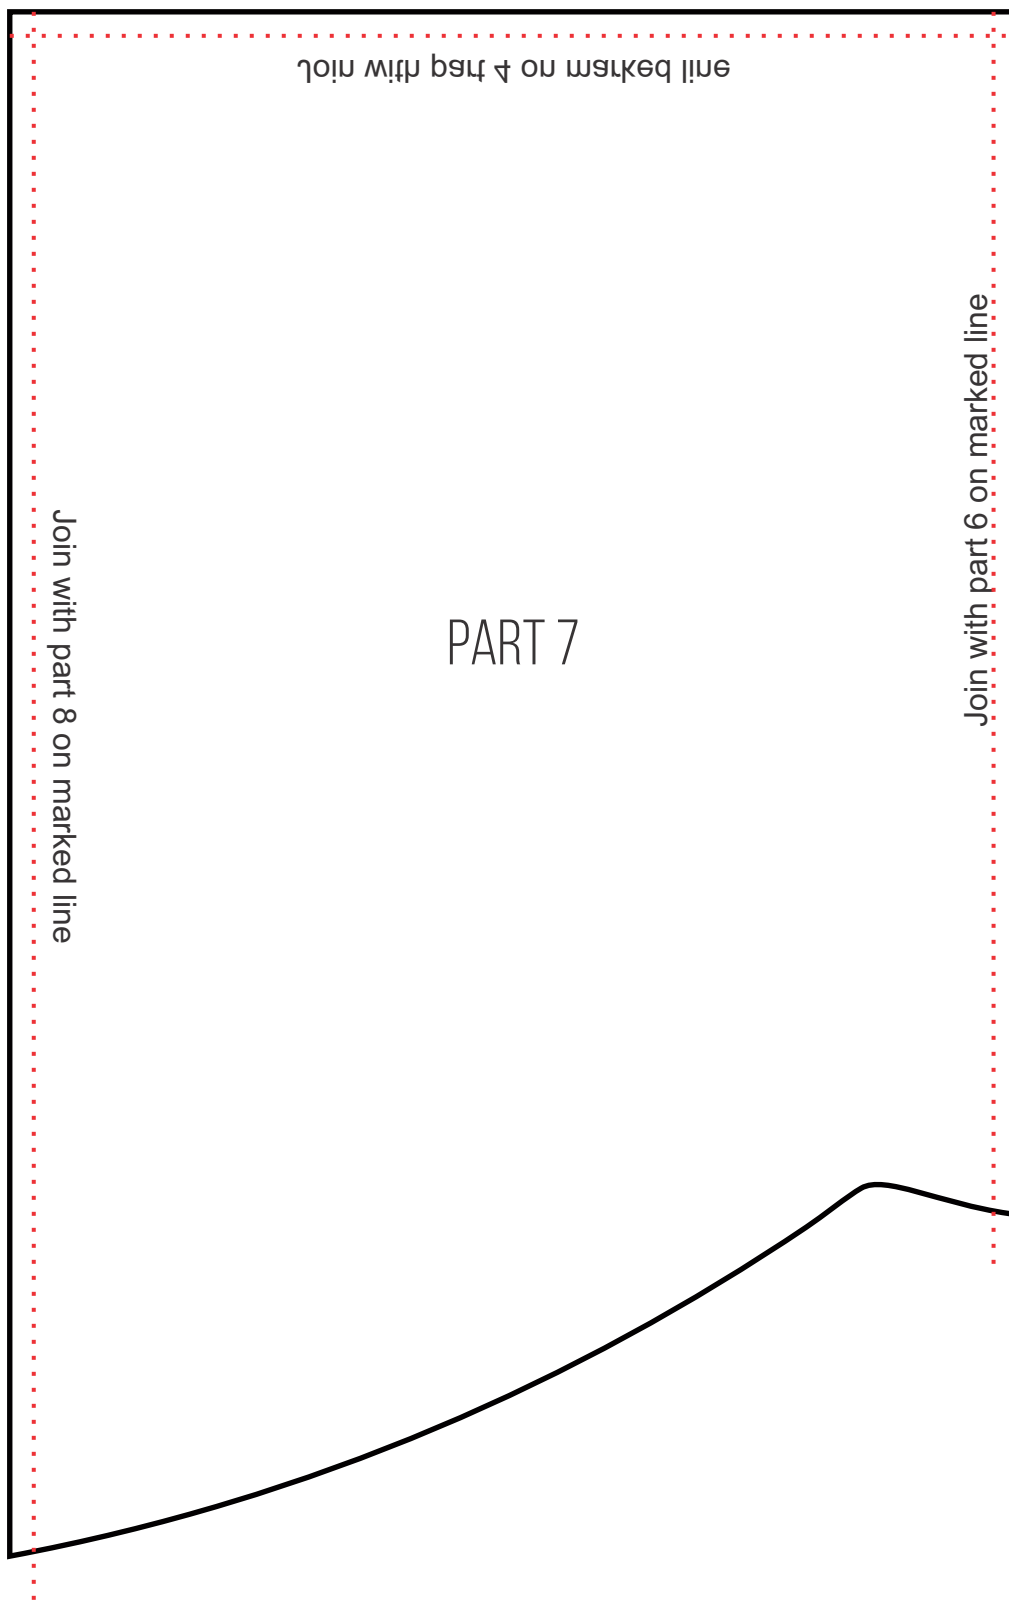 Join with part 4 on marked line
Join with part 6 on marked line
Join with part 8 on marked line
PART 7